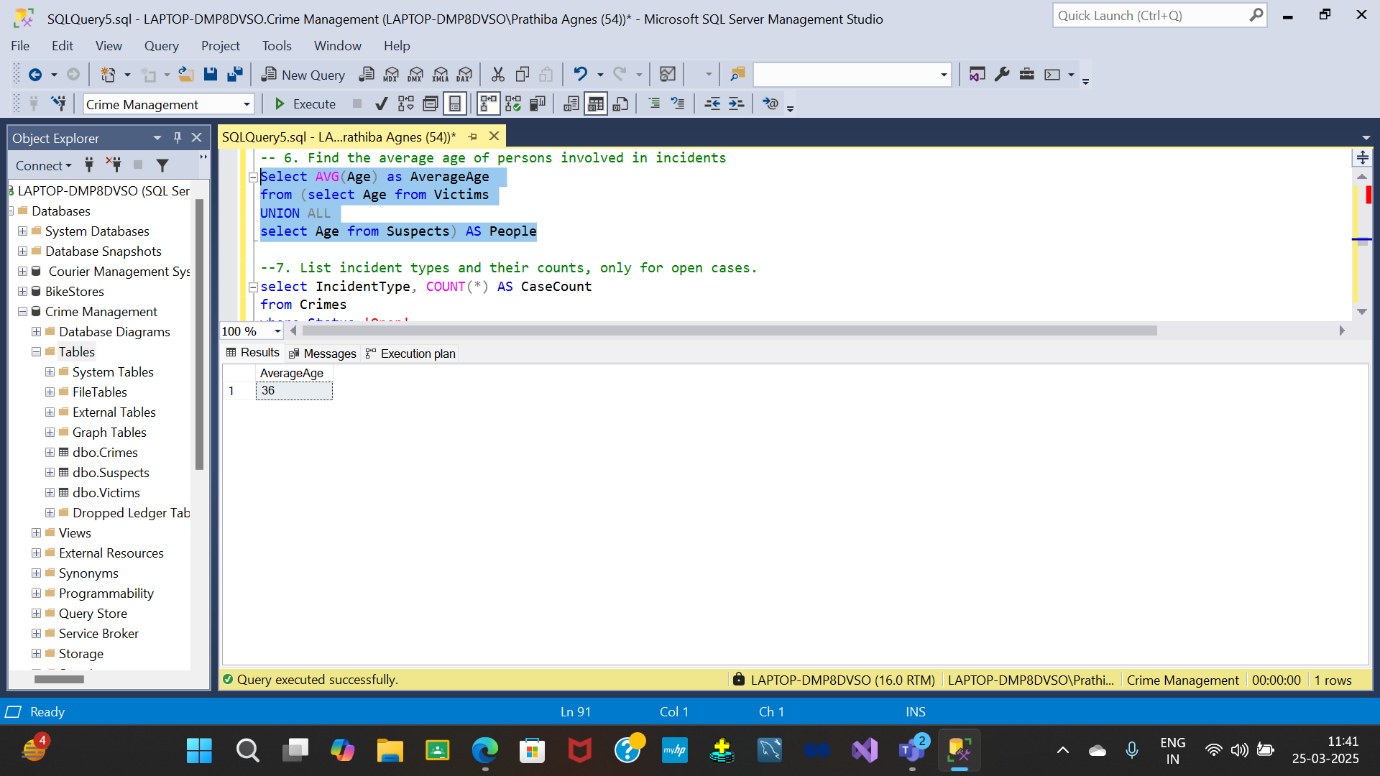 SQLQuery5.sql - LAPTOP-DMP8DVSO.Crime Management (LAPTOP-DMP8DVSO\Prathiba Agnes (54))* - Microsoft SQL Server Management Studio
Quick Launch (Ctrl+Q)
File Edit View Query Project Tools Window Help
New Query MDX DMX XMLA DAX
Crime Management Execute
Object Explorer
Connect
LAPTOP-DMP8DVSO (SQL Ser
Databases
System Databases
Database Snapshots
Courier Management Sys
BikeStores
Crime Management
Database Diagrams
Tables
System Tables
FileTables
External Tables
Graph Tables
dbo.Crimes
dbo.Suspects
dbo.Victims
Dropped Ledger Tab
Views
External Resources
Synonyms
Programmability
Query Store
Service Broker
Storage
SQLQuery5.sql - LA...rathiba Agnes (54))*
-- 6. Find the average age of persons involved in incidents
Select AVG(Age) as AverageAge
from (select Age from Victims
UNION ALL
select Age from Suspects) AS People
--7. List incident types and their counts, only for open cases.
select IncidentType, COUNT(*) AS CaseCount
from Crimes
100 %
Results Messages Execution plan
AverageAge
1 36
Query executed successfully. LAPTOP-DMP8DVSO (16.0 RTM) LAPTOP-DMP8DVSO\Prathi... Crime Management 00:00:00 1 rows
Ready Ln 91 Col 1 Ch 1 INS
4
myhp
2
ENG
IN
11:41
25-03-2025